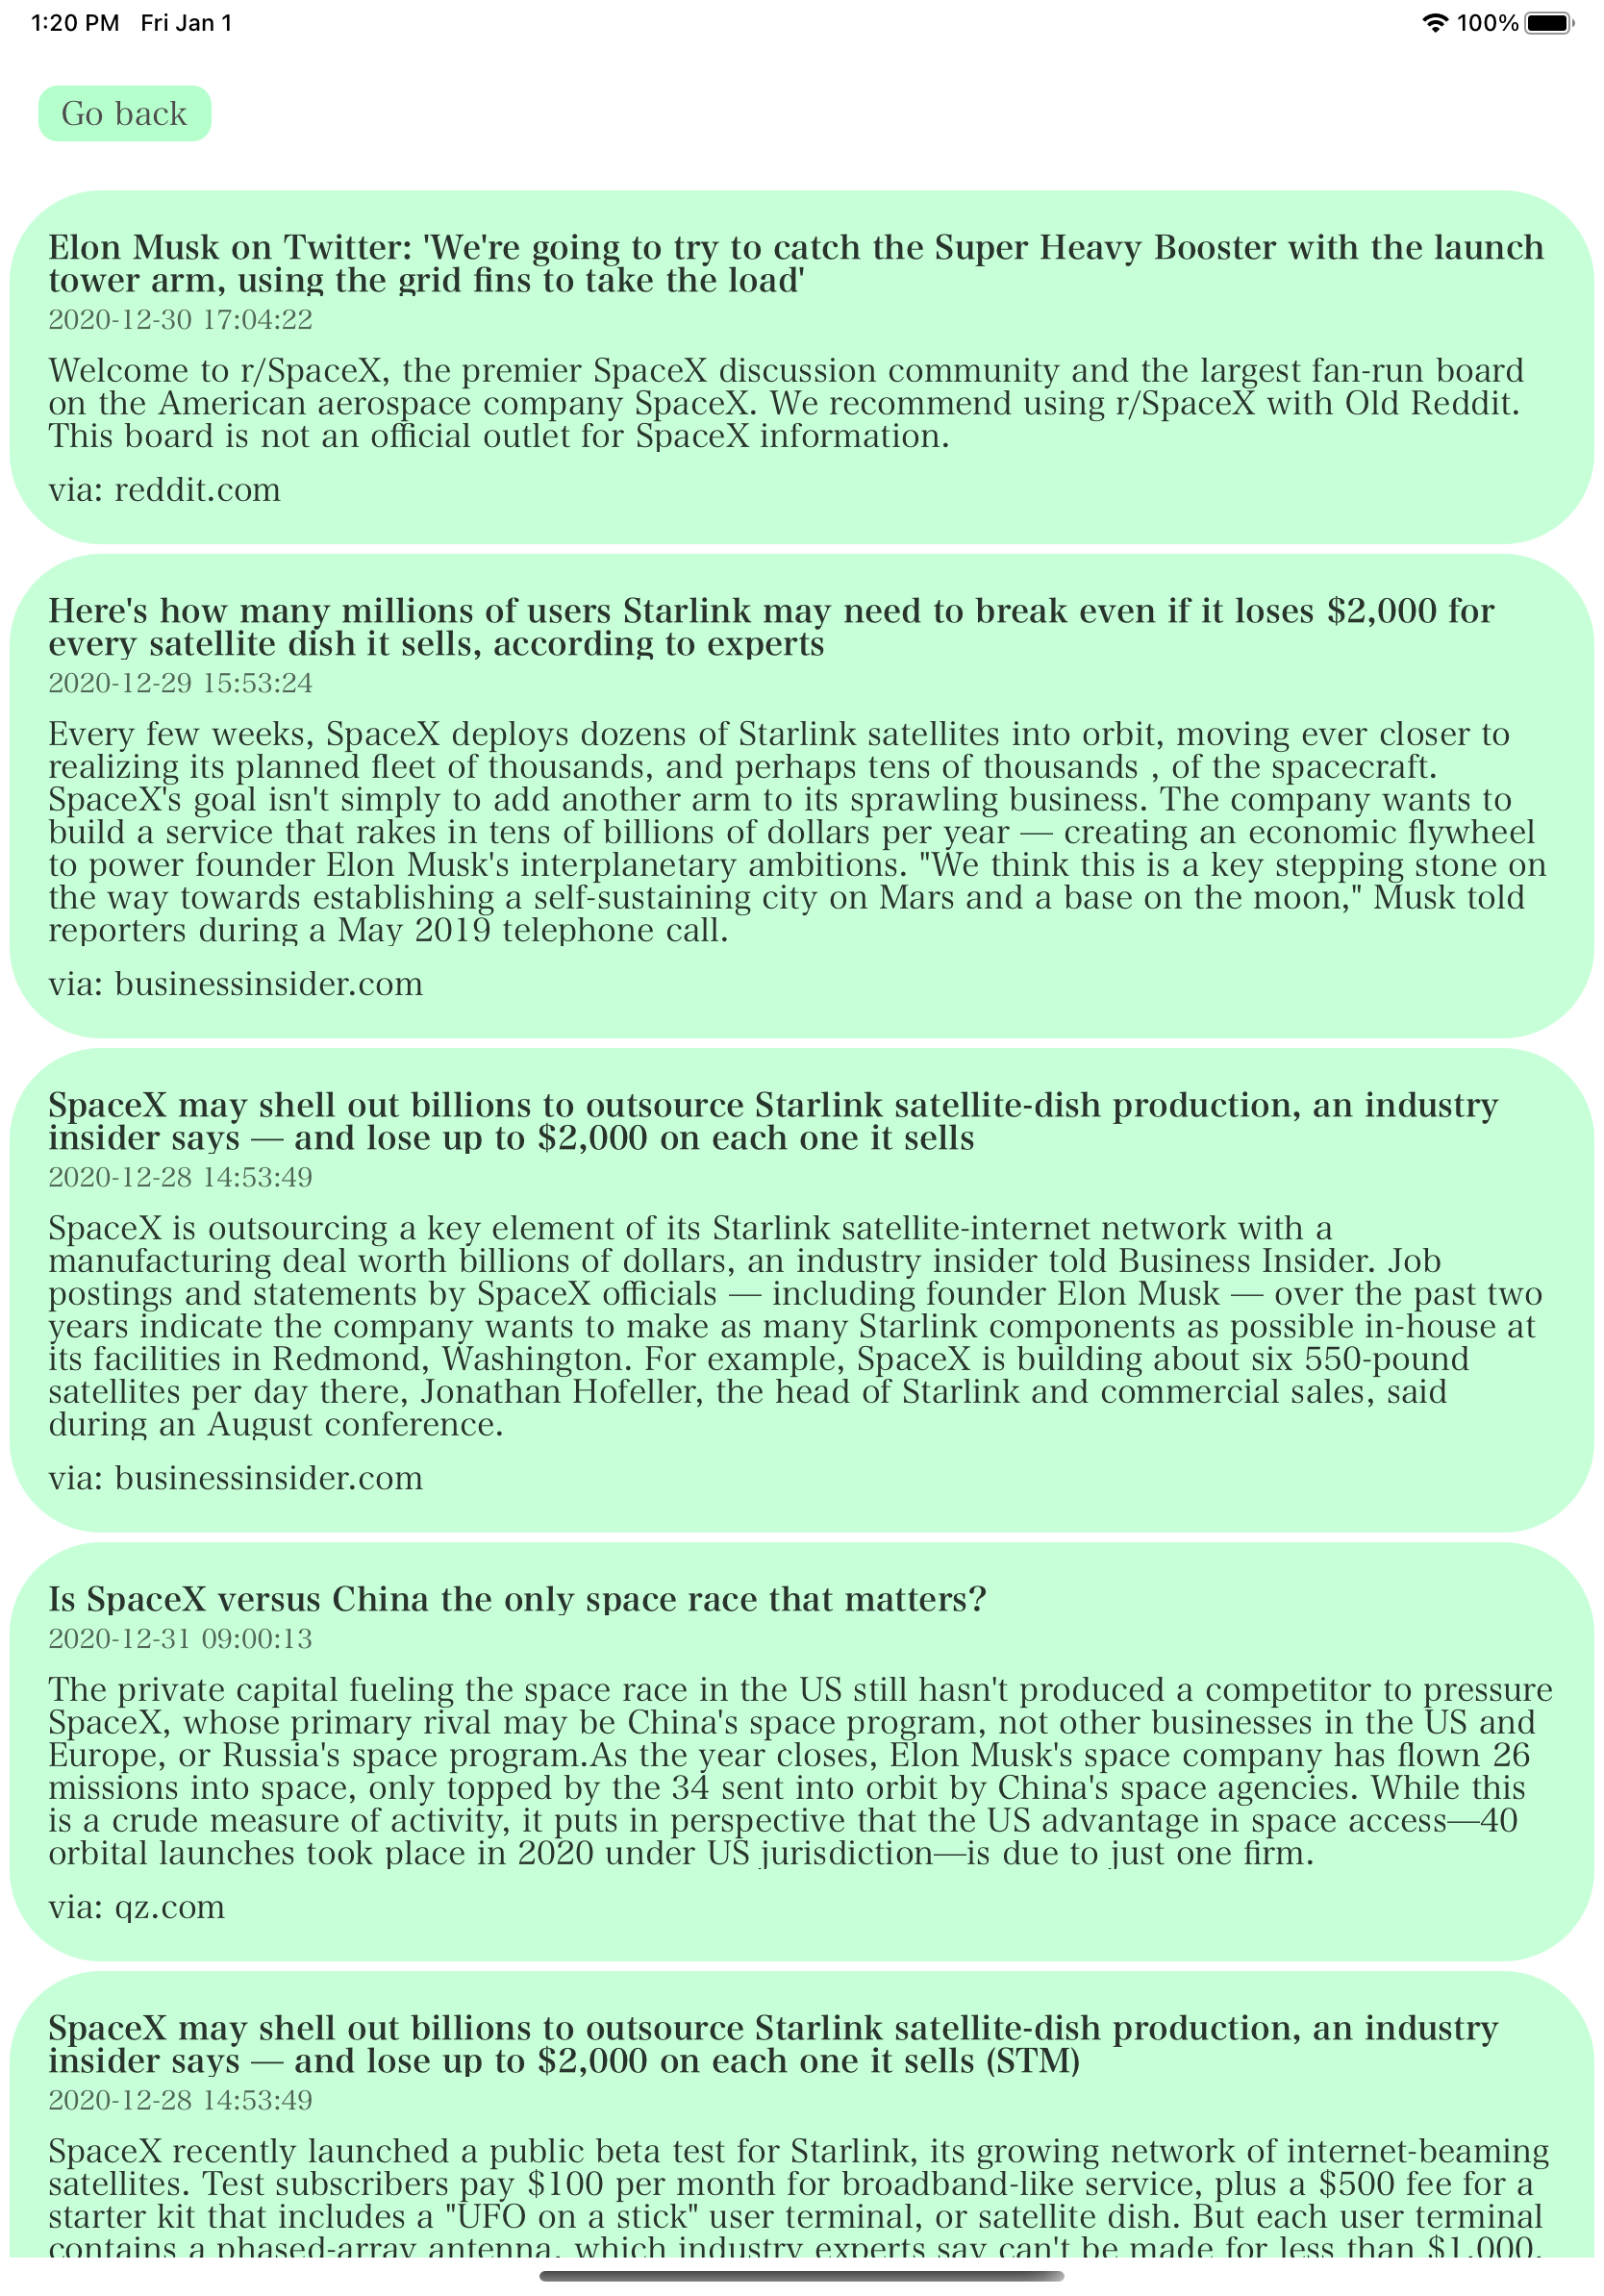 1:20 PM Fri Jan 1 100%
Go back
Elon Musk on Twitter: 'We're going to try to catch the Super Heavy Booster with the launch
tower arm, using the grid fins to take the load'
2020-12-30 17:04:22
Welcome to r/SpaceX, the premier SpaceX discussion community and the largest fan-run board
on the American aerospace company SpaceX. We recommend using r/SpaceX with Old Reddit.
This board is not an official outlet for SpaceX information.
via: reddit.com
Here's how many millions of users Starlink may need to break even if it loses $2,000 for
every satellite dish it sells, according to experts
2020-12-29 15:53:24
Every few weeks, SpaceX deploys dozens of Starlink satellites into orbit, moving ever closer to
realizing its planned fleet of thousands, and perhaps tens of thousands , of the spacecraft.
SpaceX's goal isn't simply to add another arm to its sprawling business. The company wants to
build a service that rakes in tens of billions of dollars per year — creating an economic flywheel
to power founder Elon Musk's interplanetary ambitions. "We think this is a key stepping stone on
the way towards establishing a self-sustaining city on Mars and a base on the moon," Musk told
reporters during a May 2019 telephone call.
via: businessinsider.com
SpaceX may shell out billions to outsource Starlink satellite-dish production, an industry
insider says — and lose up to $2,000 on each one it sells
2020-12-28 14:53:49
SpaceX is outsourcing a key element of its Starlink satellite-internet network with a
manufacturing deal worth billions of dollars, an industry insider told Business Insider. Job
postings and statements by SpaceX officials — including founder Elon Musk — over the past two
years indicate the company wants to make as many Starlink components as possible in-house at
its facilities in Redmond, Washington. For example, SpaceX is building about six 550-pound
satellites per day there, Jonathan Hofeller, the head of Starlink and commercial sales, said
during an August conference.
via: businessinsider.com
Is SpaceX versus China the only space race that matters?
2020-12-31 09:00:13
The private capital fueling the space race in the US still hasn't produced a competitor to pressure
SpaceX, whose primary rival may be China's space program, not other businesses in the US and
Europe, or Russia's space program.As the year closes, Elon Musk's space company has flown 26
missions into space, only topped by the 34 sent into orbit by China's space agencies. While this
is a crude measure of activity, it puts in perspective that the US advantage in space access—40
orbital launches took place in 2020 under US jurisdiction—is due to just one firm.
via: qz.com
SpaceX may shell out billions to outsource Starlink satellite-dish production, an industry
insider says — and lose up to $2,000 on each one it sells (STM)
2020-12-28 14:53:49
SpaceX recently launched a public beta test for Starlink, its growing network of internet-beaming
satellites. Test subscribers pay $100 per month for broadband-like service, plus a $500 fee for a
starter kit that includes a "UFO on a stick" user terminal, or satellite dish. But each user terminal
contains a phased-array antenna, which industry experts say can't be made for less than $1,000.